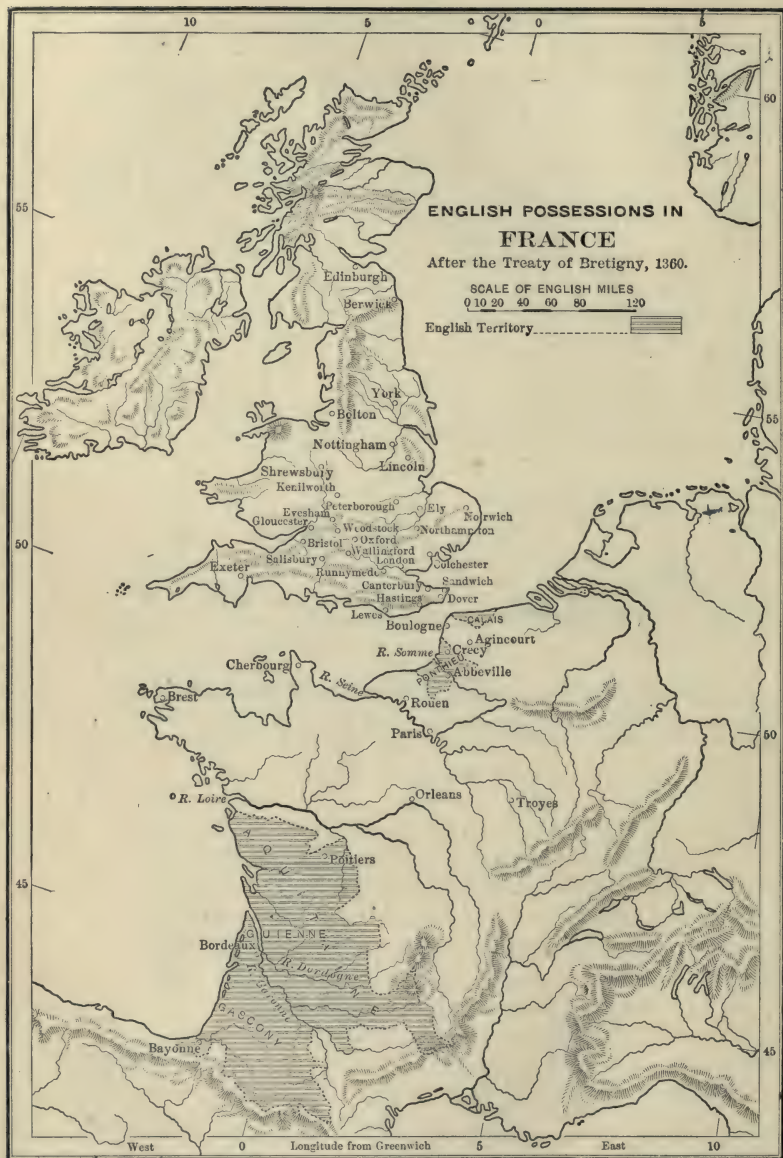 10 5 0 5
60
55
ENGLISH POSSESSIONS IN
FRANCE
After the Treaty of Bretigny, 1360.
SCALE OF ENGLISH MILES
0 10 20 40 60 80 120
English Territory
Edinburgh
Berwick
York
Bolton
55
Nottingham
Lincoln
Shrewsbury
Kenilworth
Peterborough
Ely
Norwich
Evesham
Gloucester
Woodstock
Northampton
50
Bristol
Oxford
Wallingford
London
Colchester
Exeter
Salisbury
Runnymede
Canterbury
Sandwich
Hastings
Dover
Lewes
Boulogne
CALAIS
Agincourt
R. Somme
Crecy
PONTHIEU
Abbeville
Cherbourg
R. Seine
Rouen
Brest
Paris
50
R. Loire
Orleans
Troyes
AQUITAINE
Poitiers
45
GUIENNE
Bordeaux
R. Dordogne
R. Garonne
GASCONY
Bayonne
45
West 0 Longitude from Greenwich 5 East 10